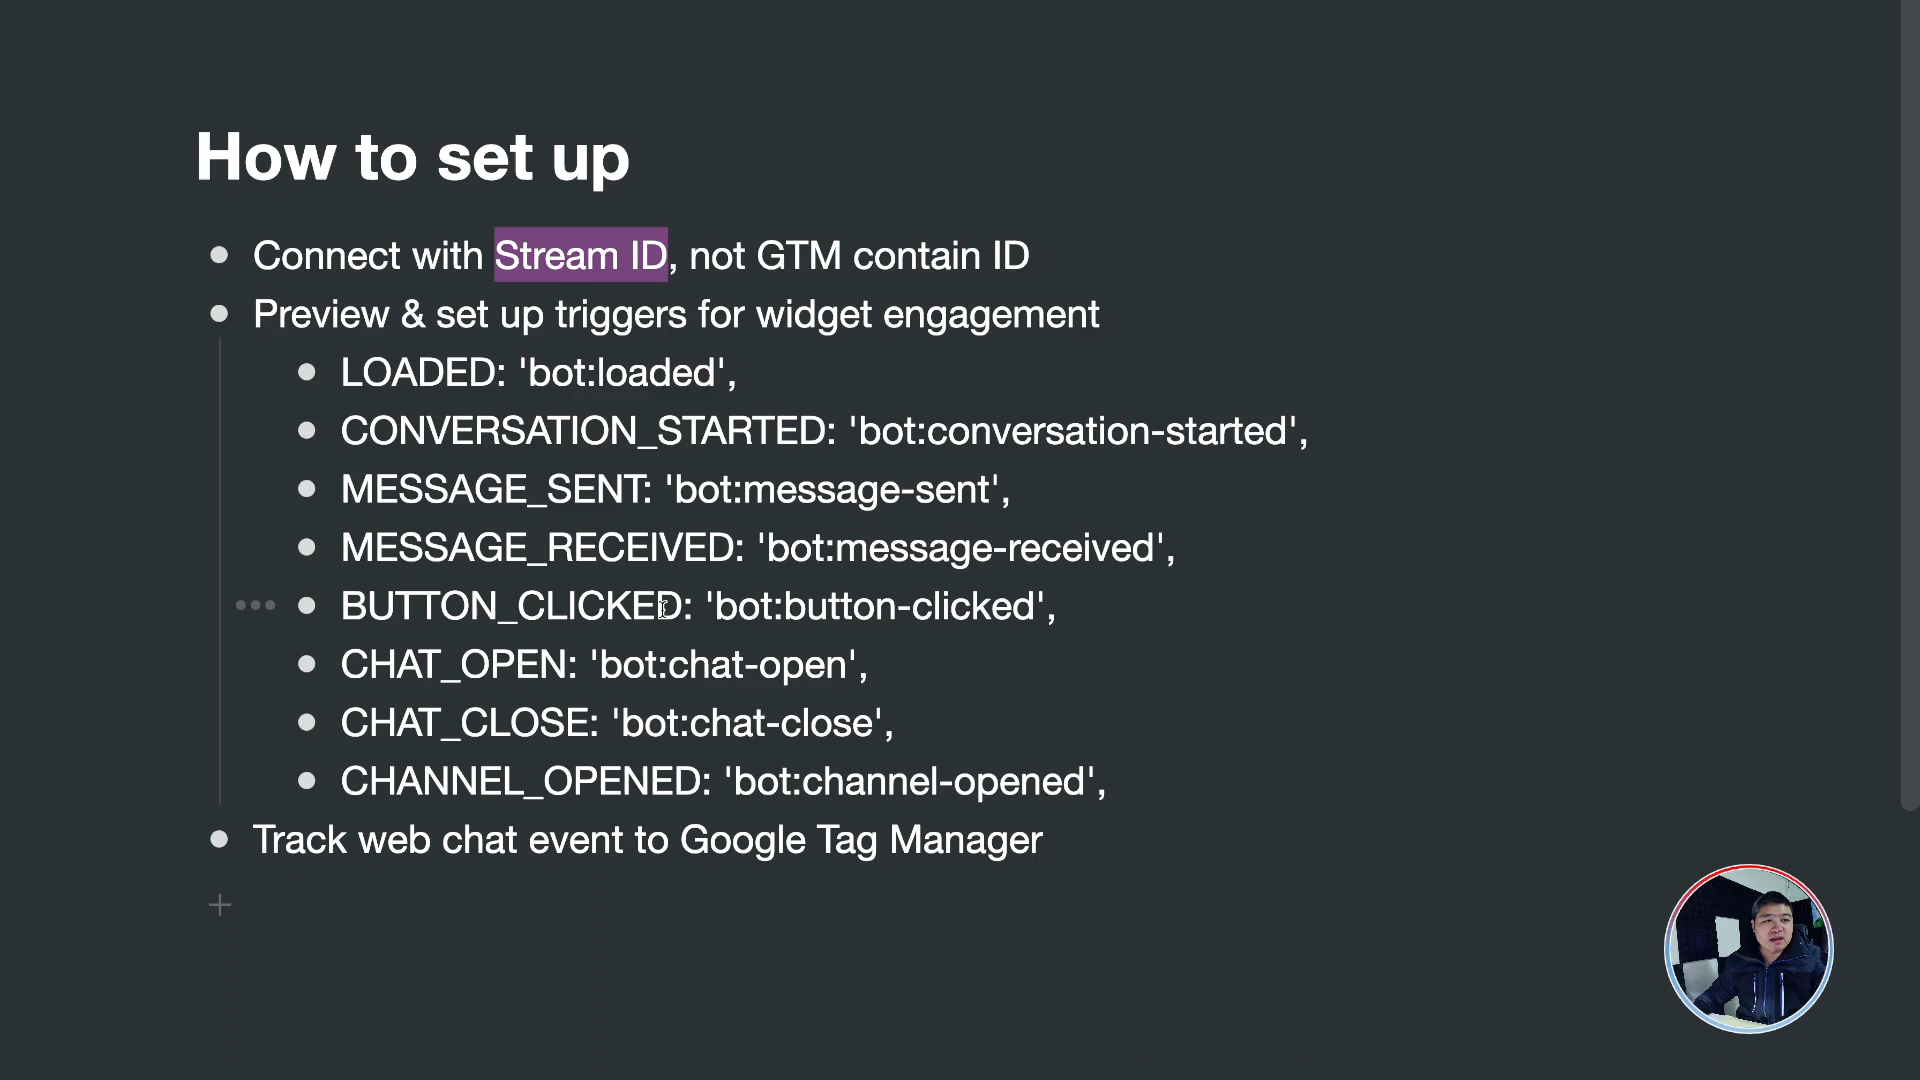 How to set up
Connect with Stream ID, not GTM contain ID
Preview & set up triggers for widget engagement
LOADED: 'bot:loaded',
CONVERSATION_STARTED: 'bot:conversation-started',
MESSAGE_SENT: 'bot:message-sent',
MESSAGE_RECEIVED: 'bot:message-received',
BUTTON_CLICKED: 'bot:button-clicked',
CHAT_OPEN: 'bot:chat-open',
CHAT_CLOSE: 'bot:chat-close',
CHANNEL_OPENED: 'bot:channel-opened',
Track web chat event to Google Tag Manager